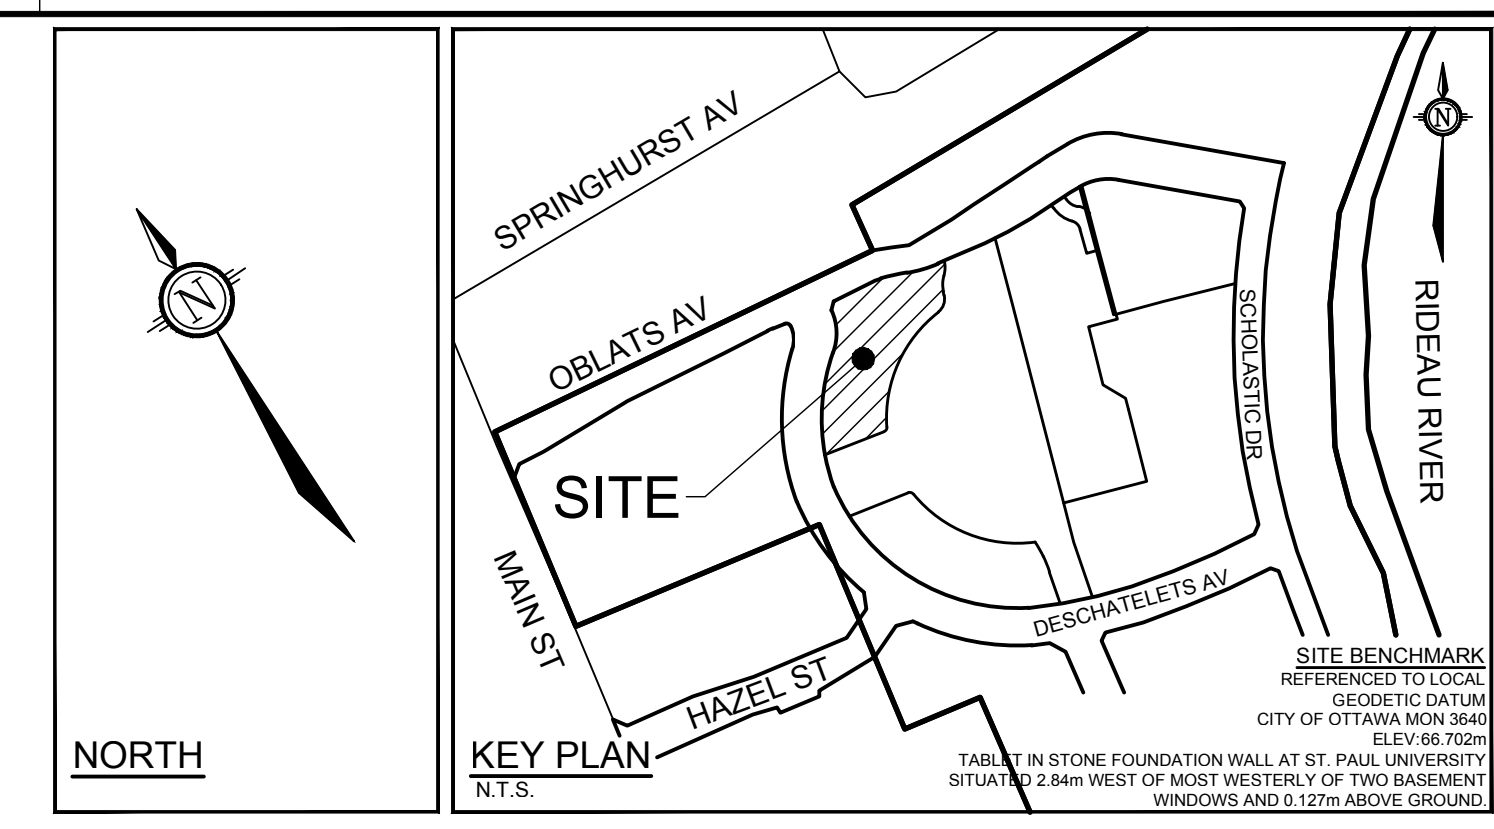 N
NORTH
SPRINGHURST AV
N
OBLATS AV
SCHOLASTIC DR
RIDEAU RIVER
SITE
MAIN ST
DESCHATELETS AV
HAZEL ST
KEY PLAN
N.T.S.
SITE BENCHMARK
REFERENCED TO LOCAL
GEODETIC DATUM
CITY OF OTTAWA MON 3640
ELEV:66.702m
TABLET IN STONE FOUNDATION WALL AT ST. PAUL UNIVERSITY
SITUATED 2.84m WEST OF MOST WESTERLY OF TWO BASEMENT
WINDOWS AND 0.127m ABOVE GROUND.